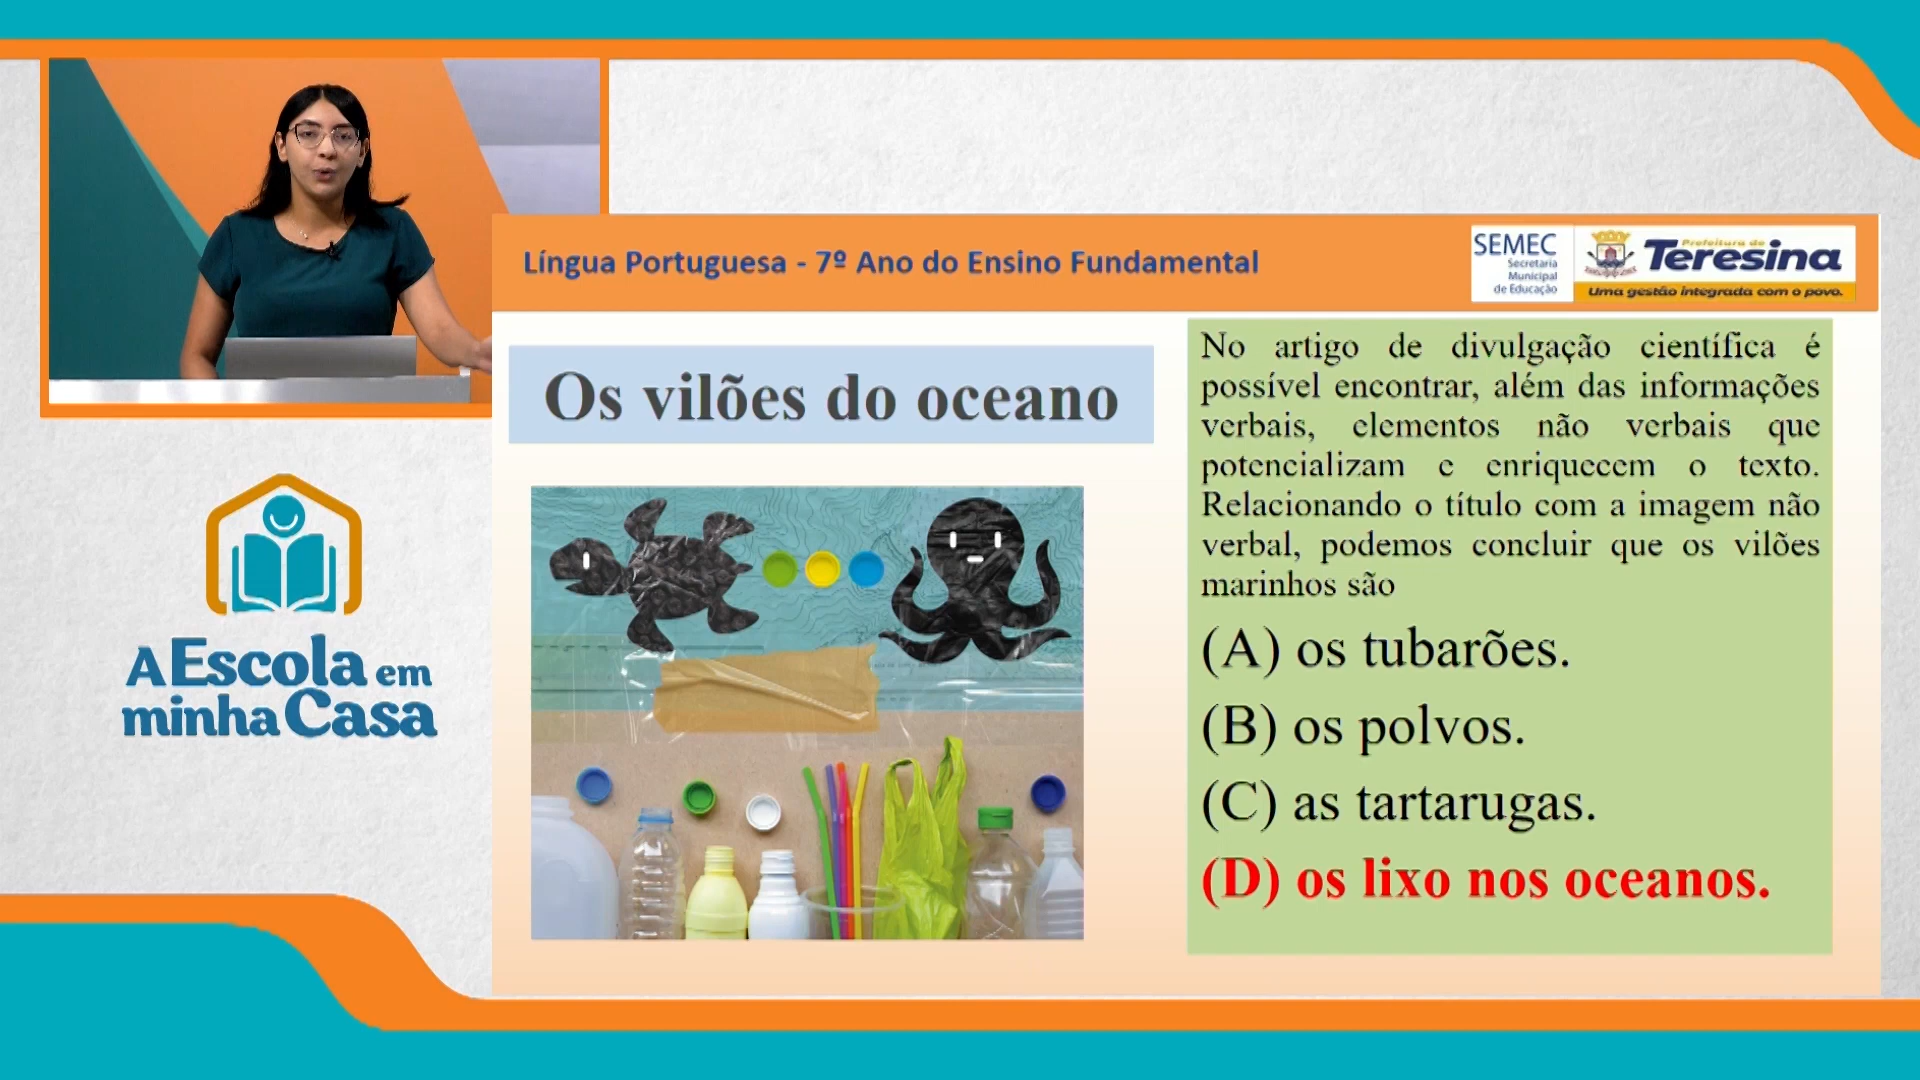 Língua Portuguesa - 7º Ano do Ensino Fundamental
SEMEC
Secretaria
Municipal
de Educação
Prefeitura de
Teresina
Uma gestão integrada com o povo.
Os vilões do oceano
No artigo de divulgação científica é
possível encontrar, além das informações
verbais, elementos não verbais que
potencializam e enriquecem o texto.
Relacionando o título com a imagem não
verbal, podemos concluir que os vilões
marinhos são
(A) os tubarões.
(B) os polvos.
(C) as tartarugas.
(D) os lixo nos oceanos.
A Escola em
minha Casa